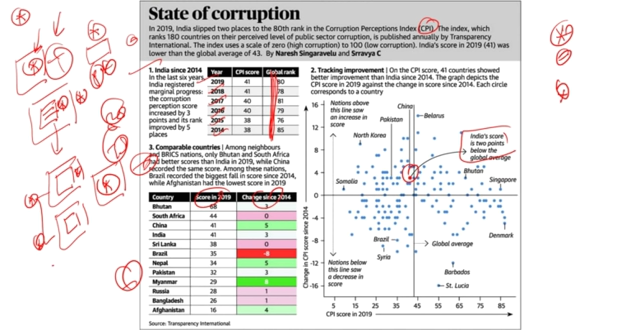 State of corruption
In 2019, India slipped two places to the 80th rank in the Corruption Perceptions Index (CPI). The index, which
ranks 180 countries on their perceived level of public sector corruption, is published annually by Transparency
International. The index uses a scale of zero (high corruption) to 100 (low corruption). India's score in 2019 (41) was
lower than the global average of 43. By Naresh Singaravelu and Srravya C
1. India since 2014
In the last six years,
India registered
marginal progress:
the corruption
perception score
increased by 3
points and its rank
improved by 5
places
Year CPI score Global rank
2019 41 80
2018 41 78
2017 40 81
2016 40 79
2015 38 76
2014 38 85
3. Comparable countries | Among neighbours
and BRICS nations, only Bhutan and South Africa
had better scores than India in 2019, while China
recorded the same score. Among these nations,
Brazil recorded the biggest fall in score since 2014,
while Afghanistan had the lowest score in 2019
Country Score in 2019 Change since 2014
Bhutan 68 3
South Africa 44 0
China 41 5
India 41 3
Sri Lanka 38 0
Brazil 35 -8
Nepal 34 5
Pakistan 32 3
Myanmar 29 8
Russia 28 1
Bangladesh 26 1
Afghanistan 16 4
Source: Transparency International
2. Tracking improvement | On the CPI score, 41 countries showed
better improvement than India since 2014. The graph depicts the
CPI score in 2019 against the change in score since 2014. Each circle
corresponds to a country
Change in CPI score since 2014
16
12
8
4
0
-4
-8
-12
-16
Nations above
this line saw
an increase in
score
China
Belarus
Pakistan
North Korea
India's score
is two points
below the
global average
Bhutan
Singapore
Somalia
Denmark
Brazil
Global average
Syria
Nations below
this line saw
a decrease in
score
Barbados
St. Lucia
5 15 25 35 45 55 65 75 85
CPI score in 2019